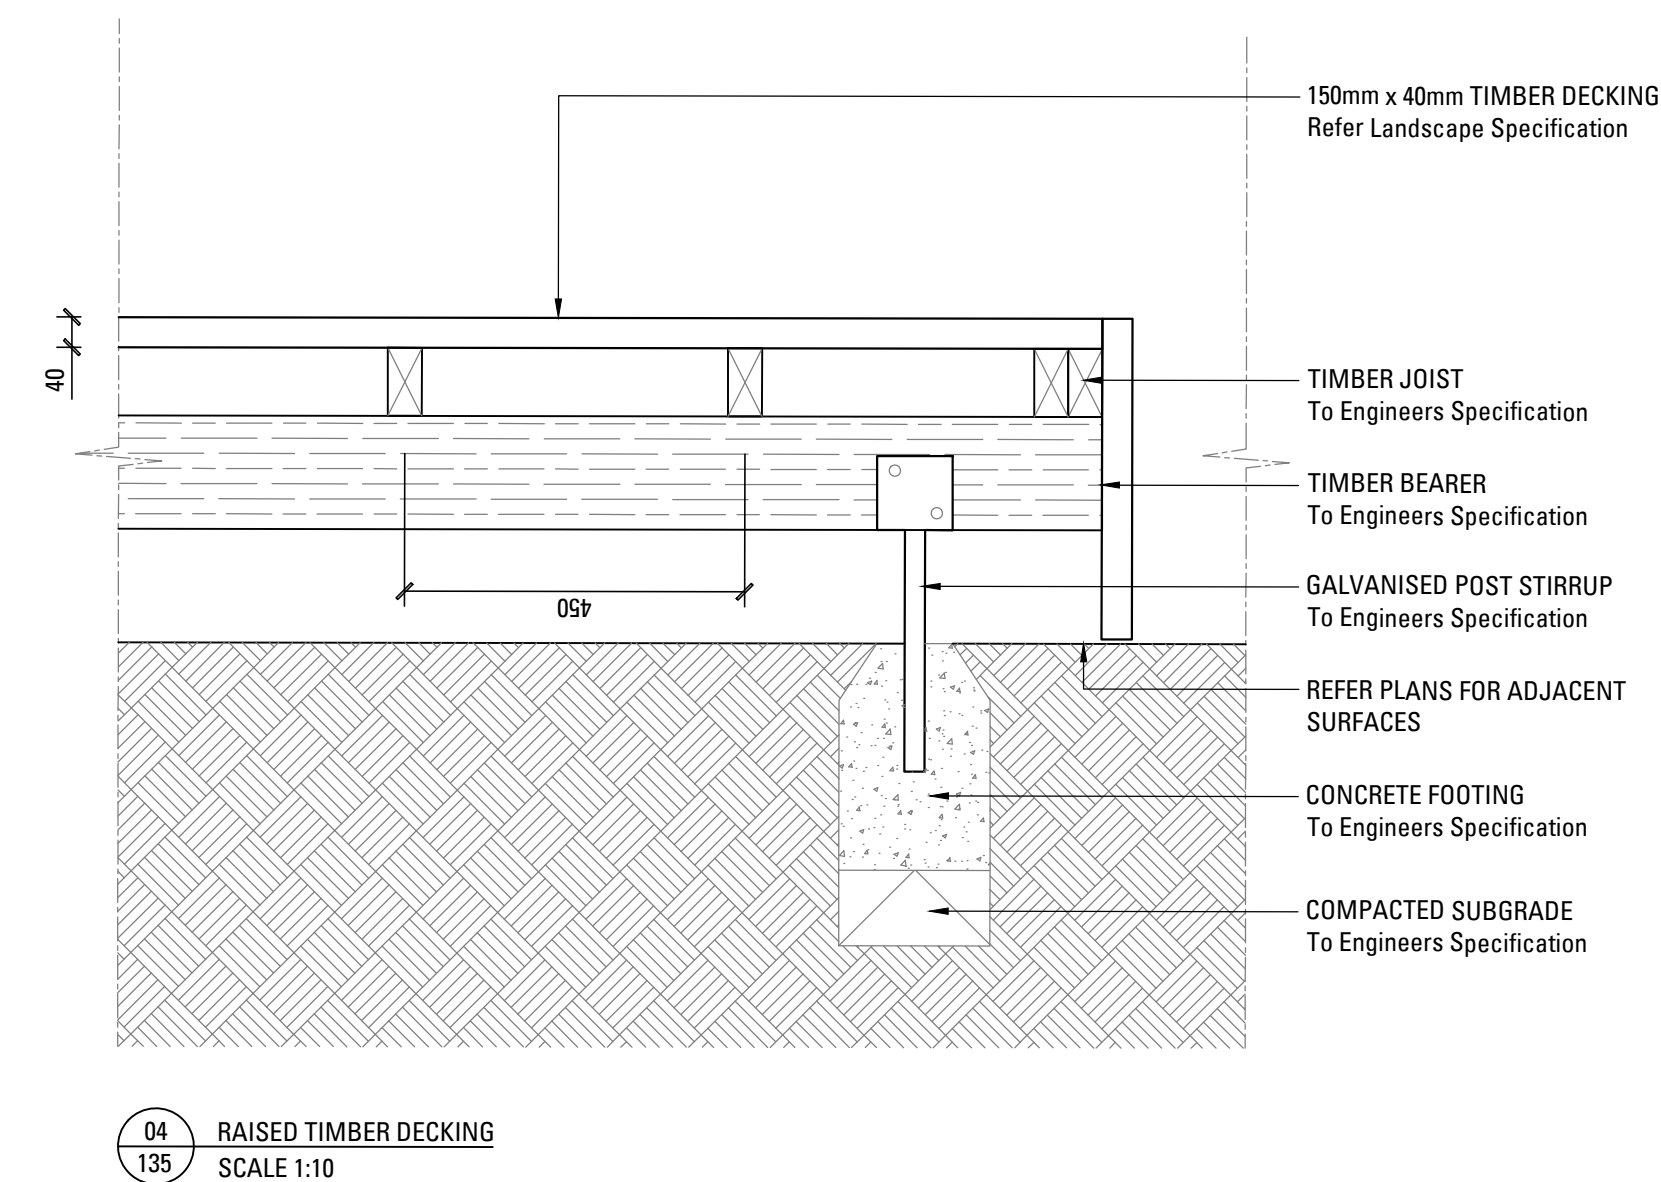 150mm x 40mm TIMBER DECKING
Refer Landscape Specification
40
TIMBER JOIST
To Engineers Specification
TIMBER BEARER
To Engineers Specification
450
GALVANISED POST STIRRUP
To Engineers Specification
REFER PLANS FOR ADJACENT
SURFACES
CONCRETE FOOTING
To Engineers Specification
COMPACTED SUBGRADE
To Engineers Specification
04
135
RAISED TIMBER DECKING
SCALE 1:10